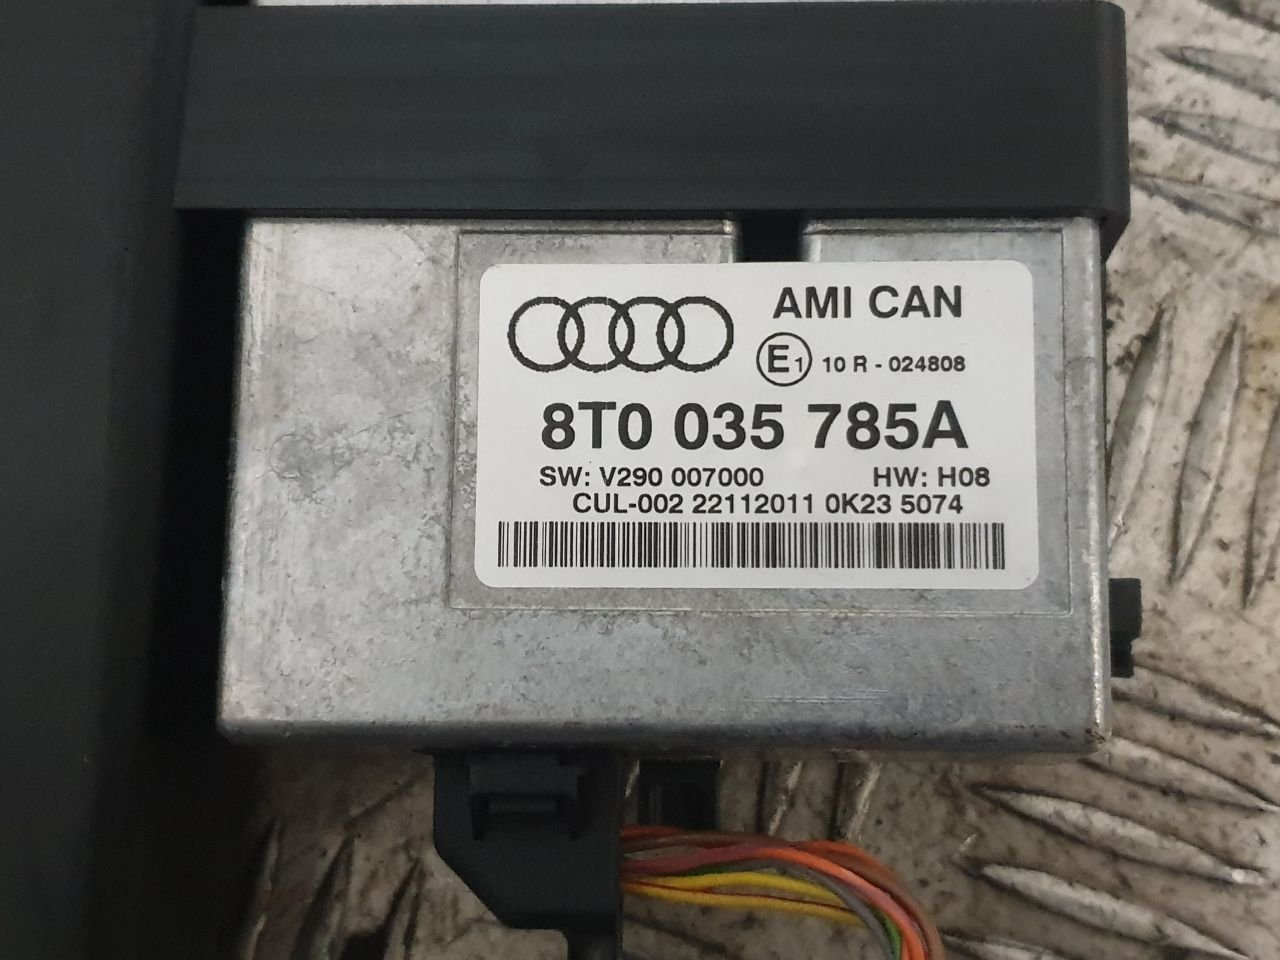 AMI CAN
E1 10 R - 024808
8T0 035 785A
SW: V290 007000 HW: H08
CUL-002 22112011 0K23 5074